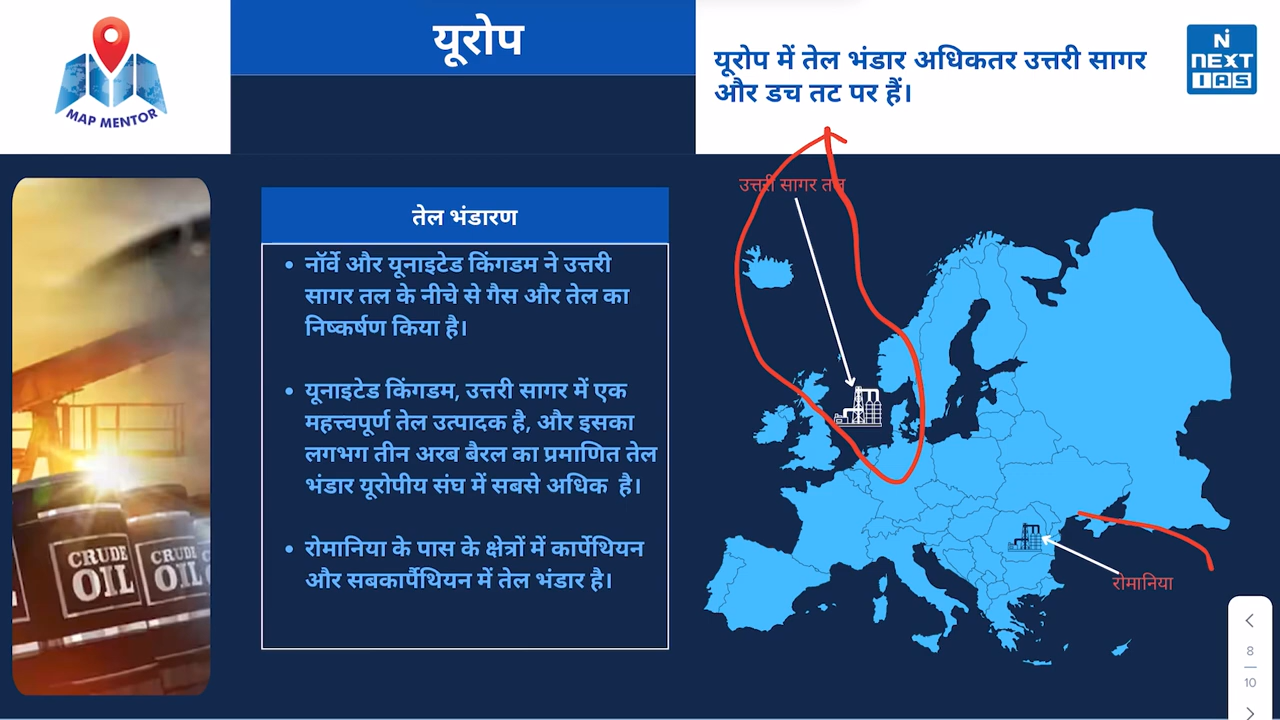 MAP MENTOR
यूरोप
यूरोप में तेल भंडार अधिकतर उत्तरी सागर
और डच तट पर हैं।
NEXT
IAS
तेल भंडारण
• नॉर्वे और यूनाइटेड किंगडम ने उत्तरी
सागर तल के नीचे से गैस और तेल का
निष्कर्षण किया है।
• यूनाइटेड किंगडम, उत्तरी सागर में एक
महत्त्वपूर्ण तेल उत्पादक है, और इसका
लगभग तीन अरब बैरल का प्रमाणित तेल
भंडार यूरोपीय संघ में सबसे अधिक है।
• रोमानिया के पास के क्षेत्रों में कार्पेथियन
और सबकार्पैथियन में तेल भंडार है।
उत्तरी सागर तल
रोमानिया
CRUDE
OIL
CRUDE
OIL
8
10